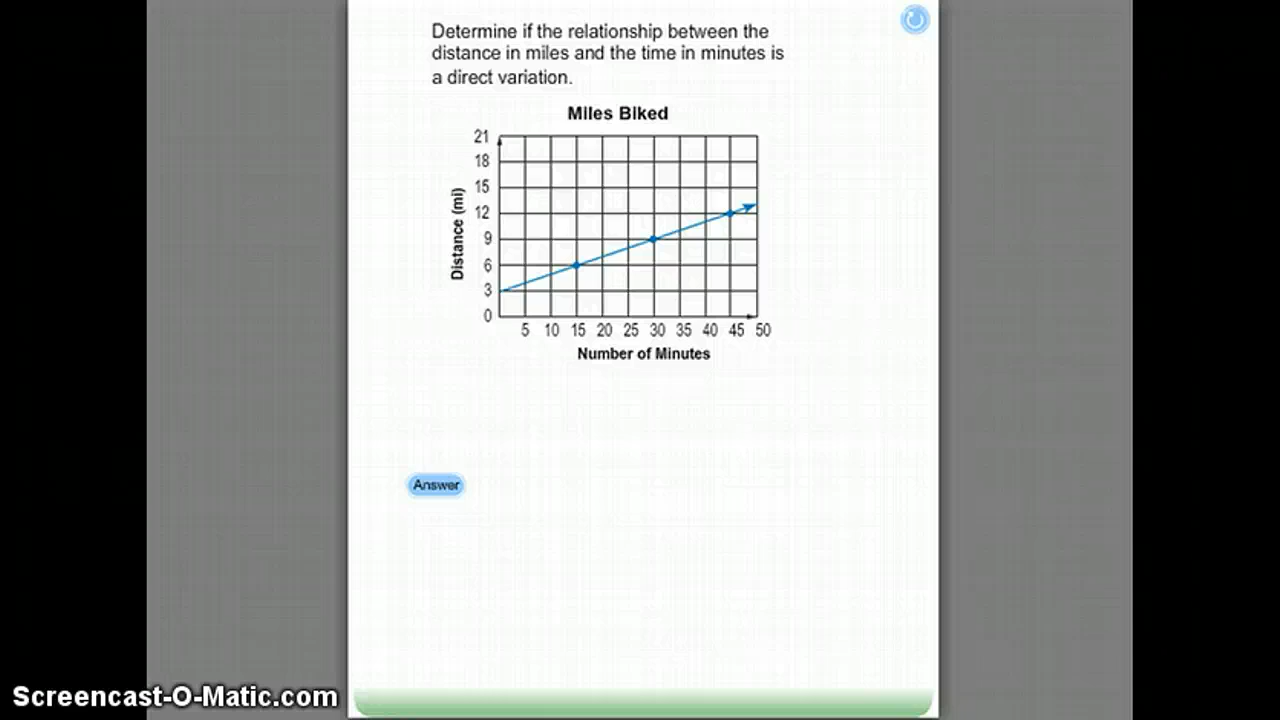 Determine if the relationship between the
distance in miles and the time in minutes is
a direct variation.
Miles Biked
21
18
15
12
9
6
3
0
Distance (mi)
5 10 15 20 25 30 35 40 45 50
Number of Minutes
Answer
Screencast-O-Matic.com